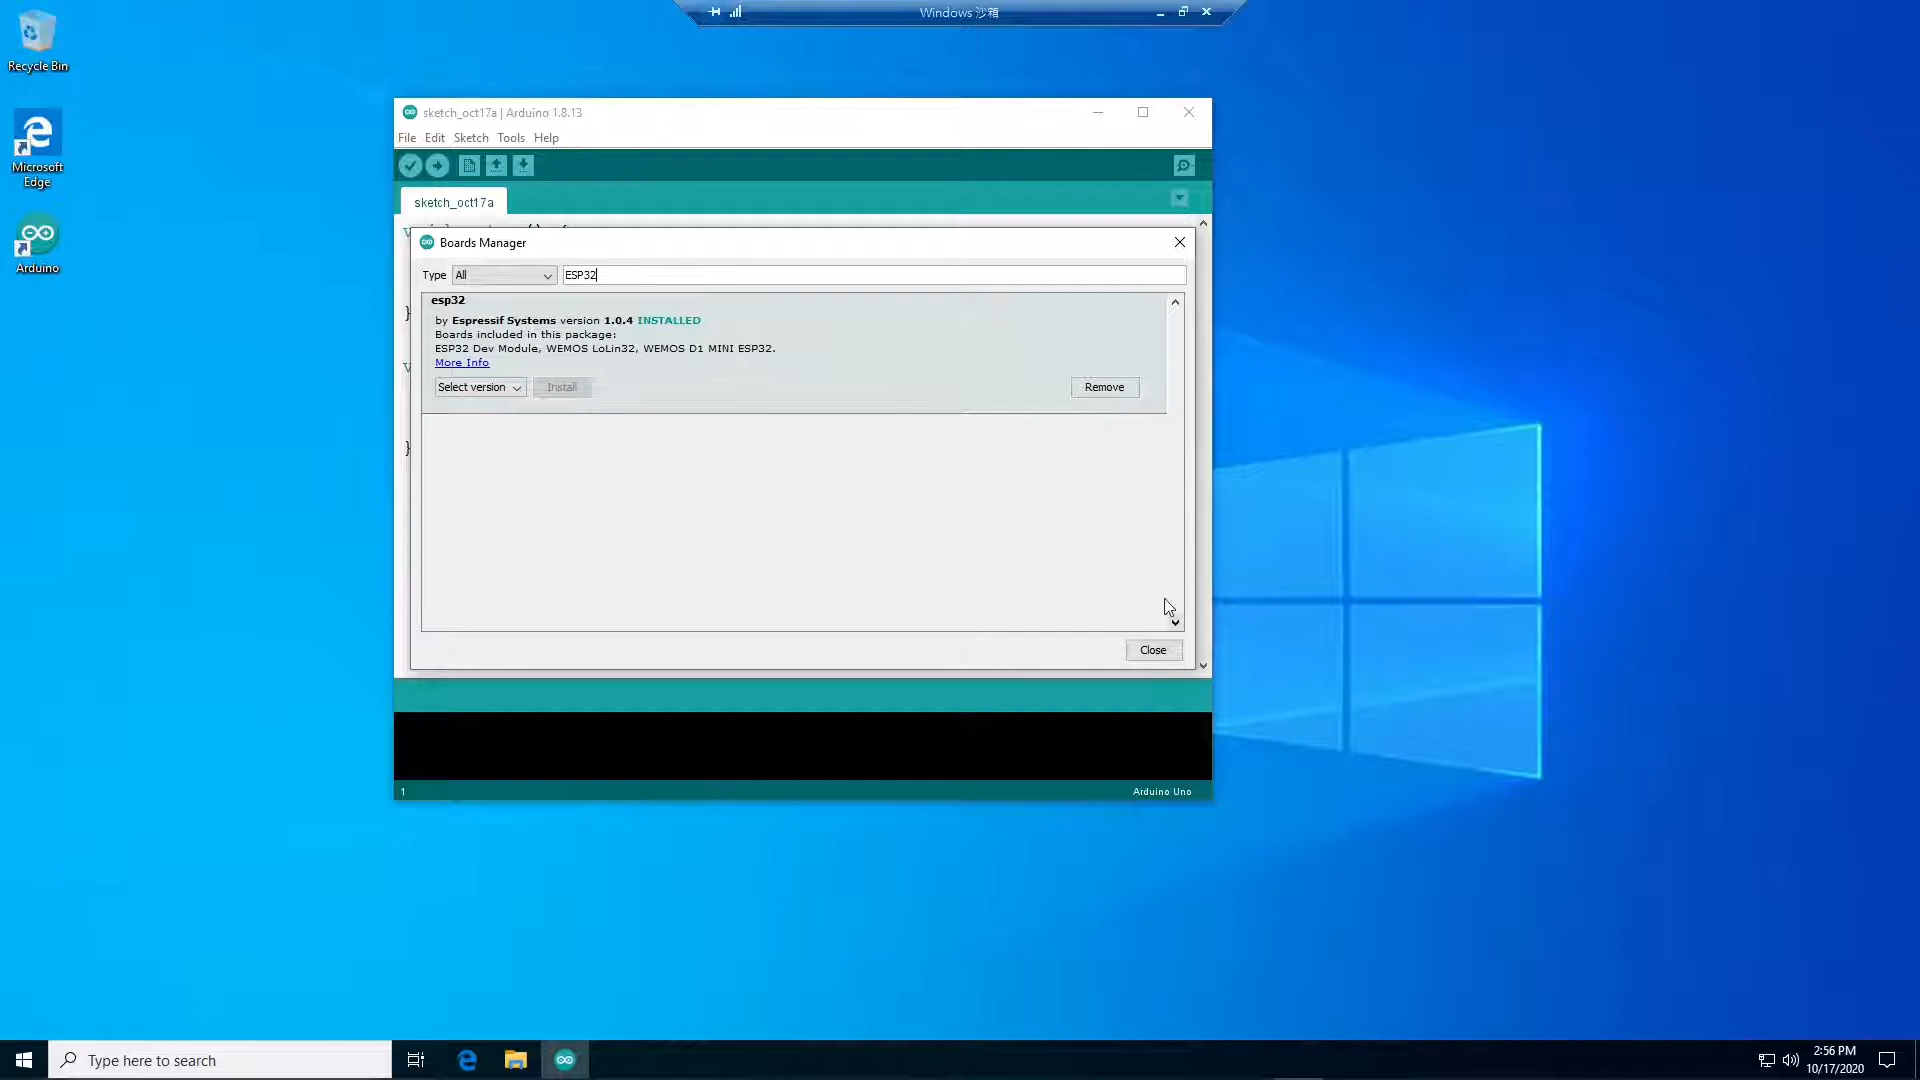 Windows 沙箱
Recycle Bin
Microsoft
Edge
Arduino
sketch_oct17a | Arduino 1.8.13
File Edit Sketch Tools Help
sketch_oct17a
Boards Manager
Type All ESP32
esp32
by Espressif Systems version 1.0.4 INSTALLED
Boards included in this package:
ESP32 Dev Module, WEMOS LoLin32, WEMOS D1 MINI ESP32.
More Info
Select version Install Remove
}
}
Close
1 Arduino Uno
Type here to search
2:56 PM
10/17/2020